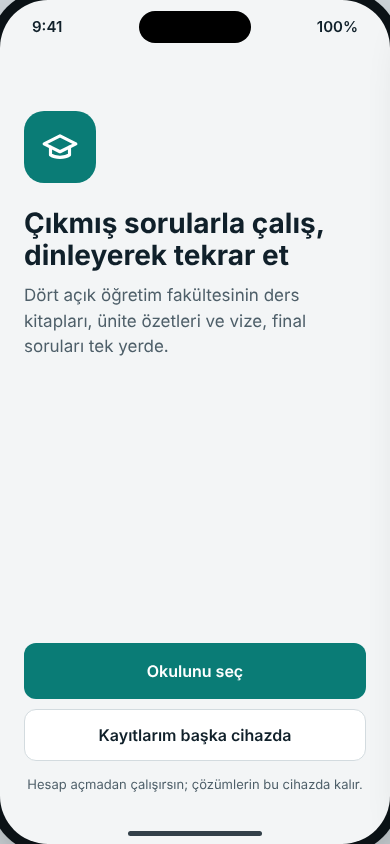 9:41
100%
Çıkmış sorularla çalış,
dinleyerek tekrar et
Dört açık öğretim fakültesinin ders
kitapları, ünite özetleri ve vize, final
soruları tek yerde.
Okulunu seç
Kayıtlarım başka cihazda
Hesap açmadan çalışırsın; çözümlerin bu cihazda kalır.